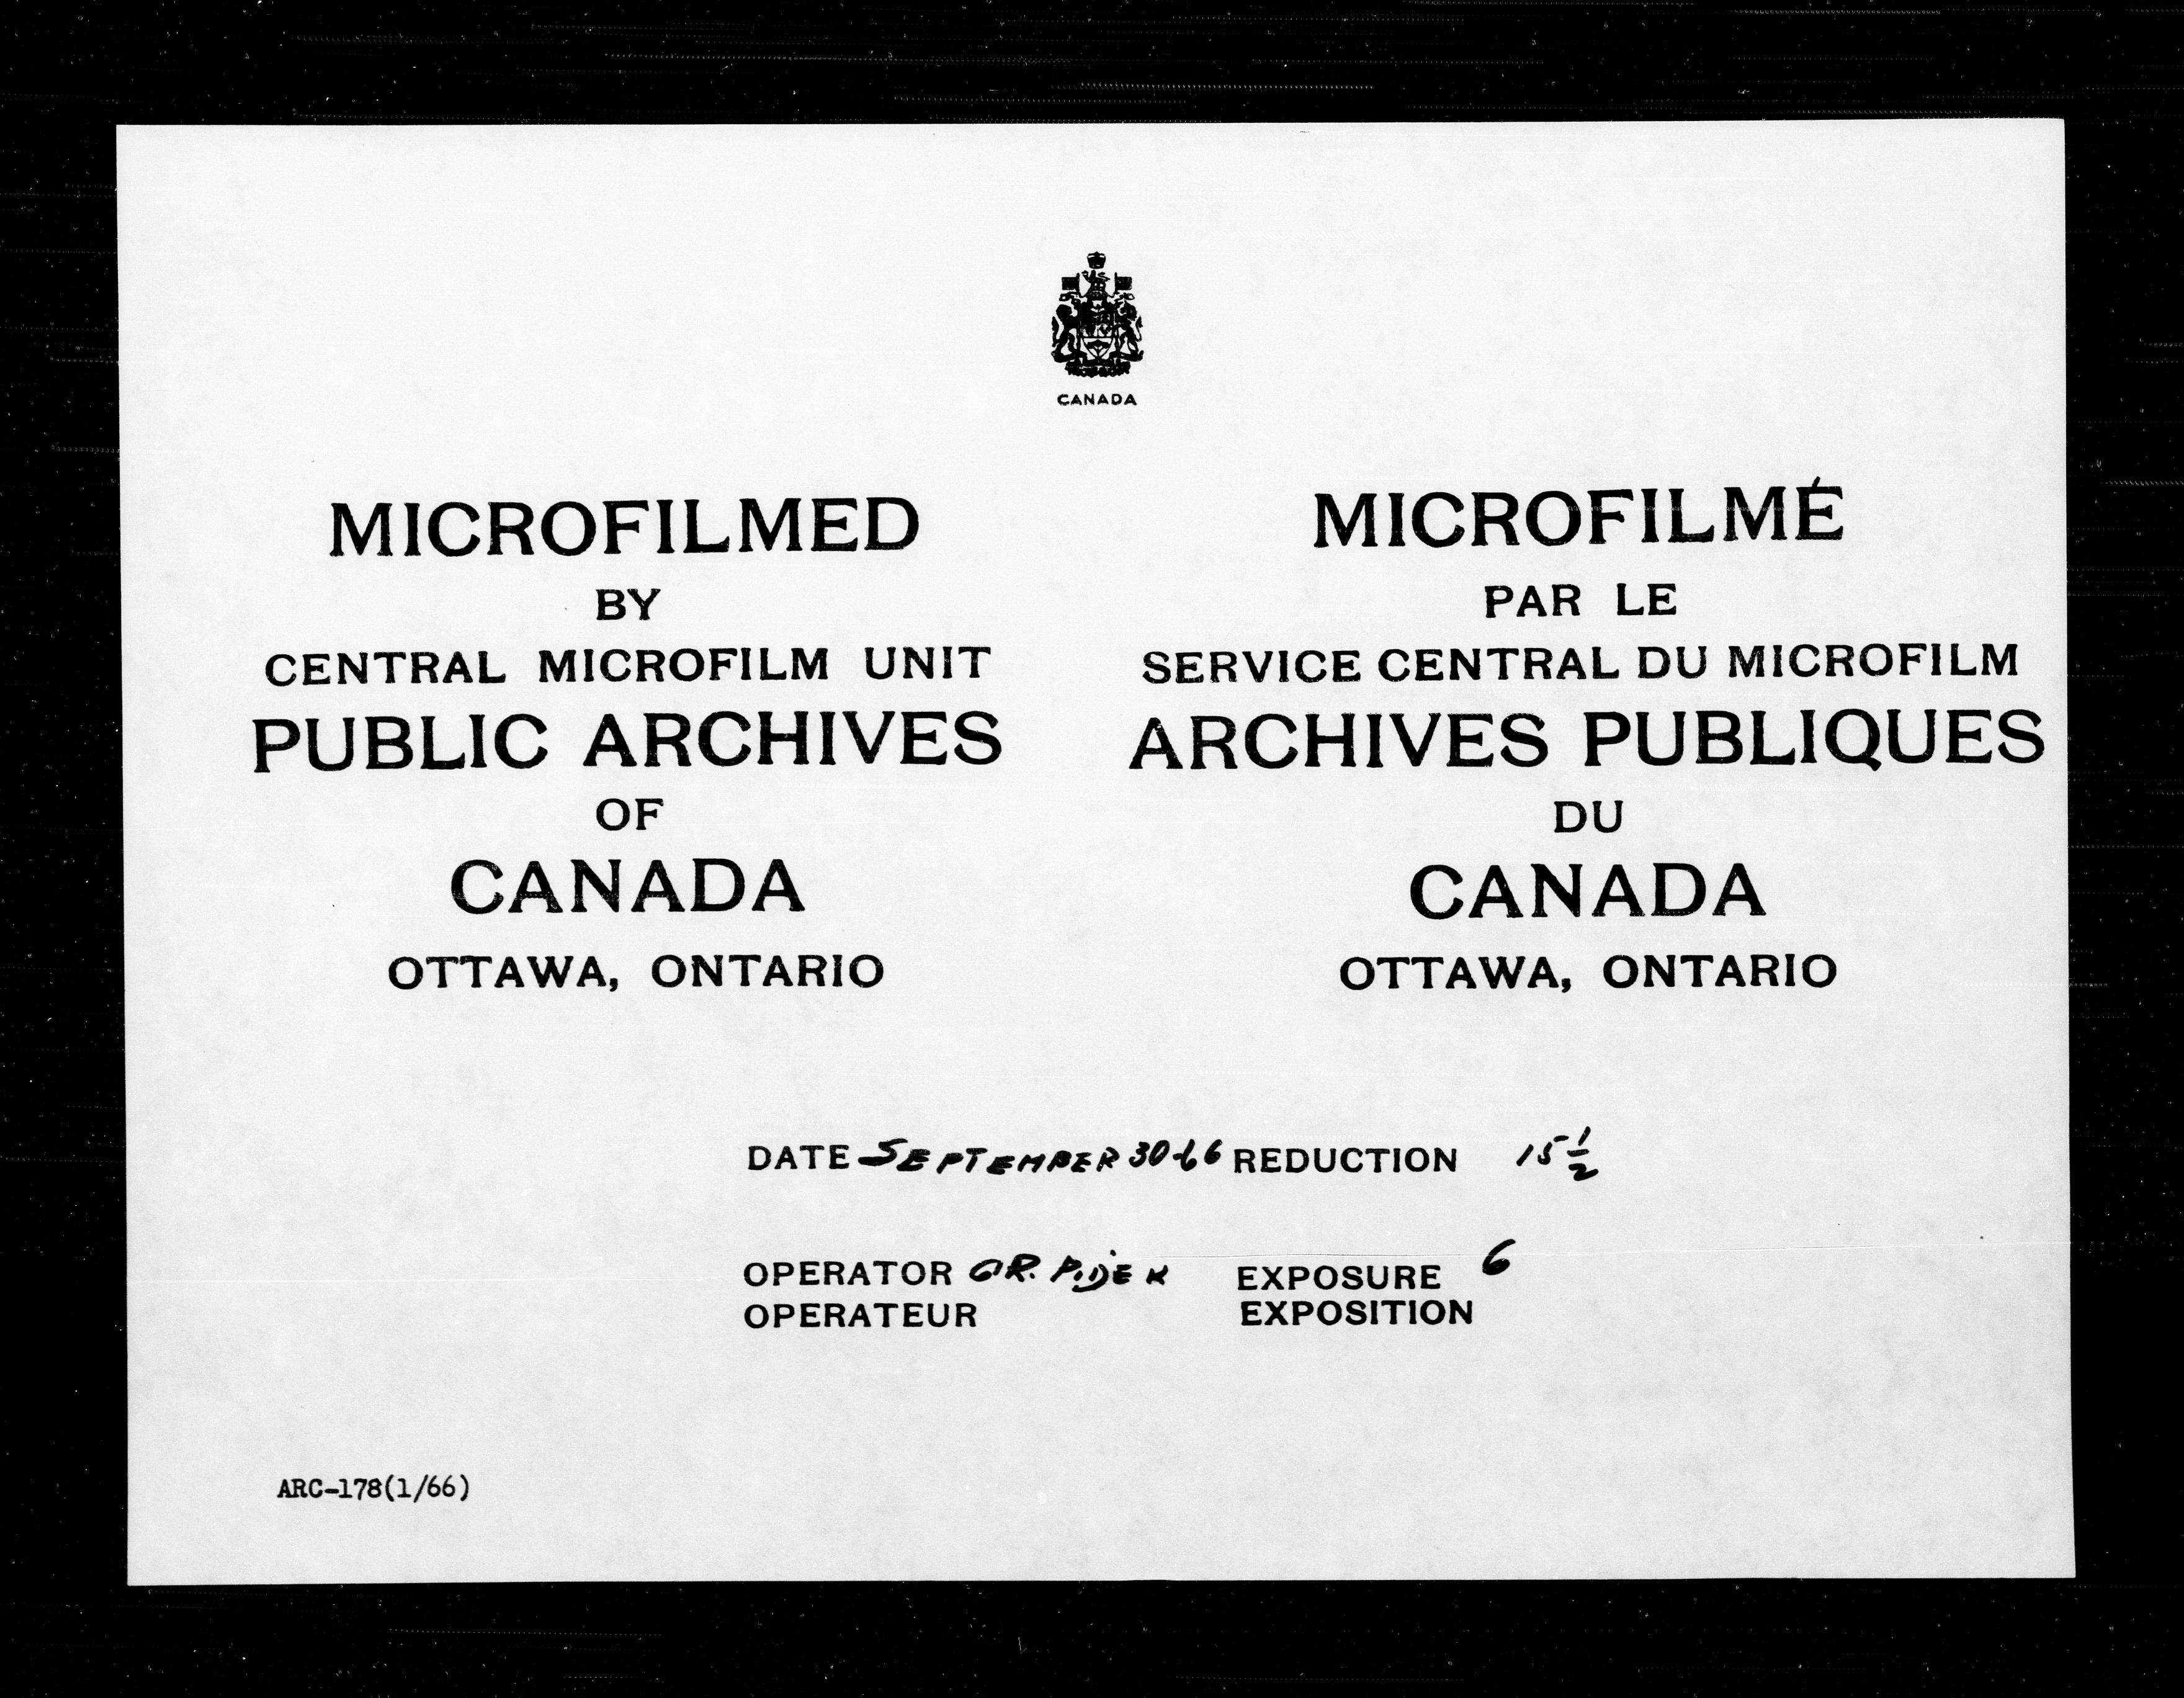 CANADA
MICROFILMED
BY
CENTRAL MICROFILM UNIT
PUBLIC ARCHIVES
OF
CANADA
OTTAWA, ONTARIO
MICROFILMÉ
PAR LE
SERVICE CENTRAL DU MICROFILM
ARCHIVES PUBLIQUES
DU
CANADA
OTTAWA, ONTARIO
DATE SEPTEMBER 30-66 REDUCTION 15 1/2
OPERATOR EXPOSURE 6
OPERATEUR EXPOSITION
ARC-178(1/66)